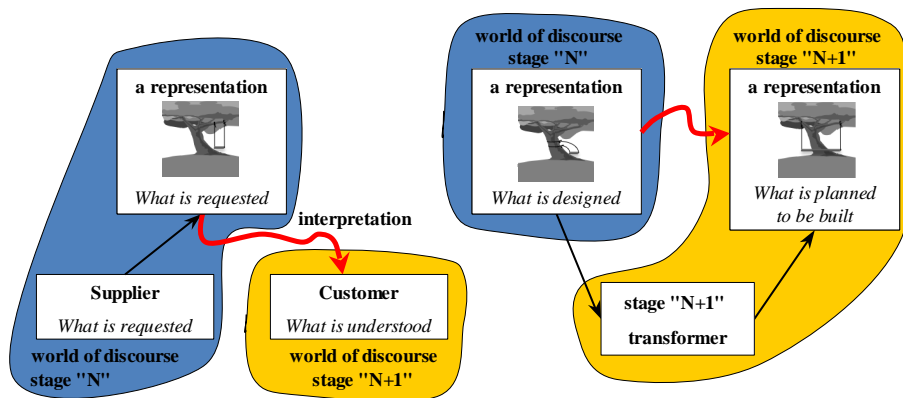 a representation
What is requested
interpretation
Supplier
What is requested
world of discourse
stage "N"
Customer
What is understood
world of discourse
stage "N+1"
world of discourse
stage "N"
a representation
What is designed
world of discourse
stage "N+1"
a representation
What is planned
to be built
stage "N+1"
transformer